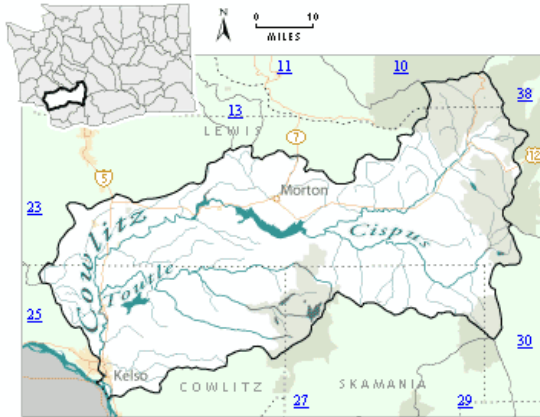 N
0 10
MILES
11
10
38
13
LEWIS
7
12
5
Morton
23
Cowlitz
Cispus
Toutle
25
30
Kelso
COWLITZ
SKAMANIA
27
29